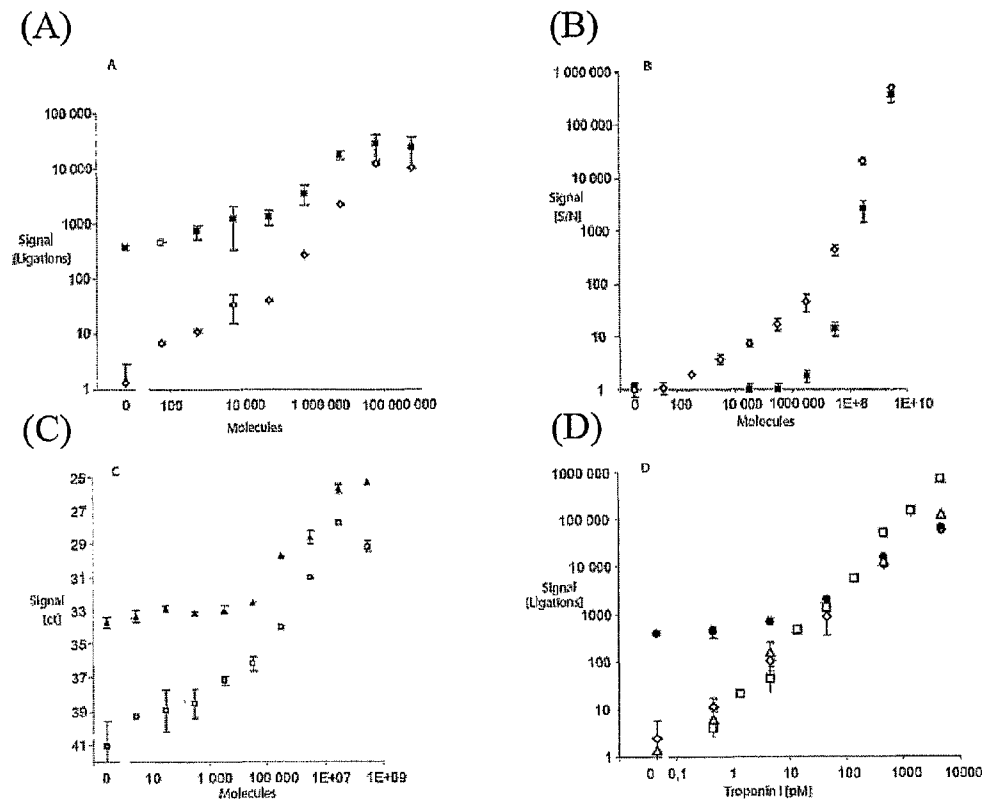 (A)
A
100 000
10 000
1000
100
10
1
Signal
[Ligations]
0 100 10 000 1 000 000 100 000 000
Molecules
(B)
B
1 000 000
100 000
10 000
1000
100
10
1
Signal
[S/N]
0 100 10 000 1000 000 1E+8 1E+10
Molecules
(C)
C
25
27
29
31
33
35
37
39
41
Signal
[ct]
0 10 1 000 100 000 1E+07 1E+09
Molecules
(D)
D
1000 000
100 000
10 000
1000
100
10
1
Signal
[Ligations]
0 0,1 1 10 100 1000 10000
Troponin I [pM]